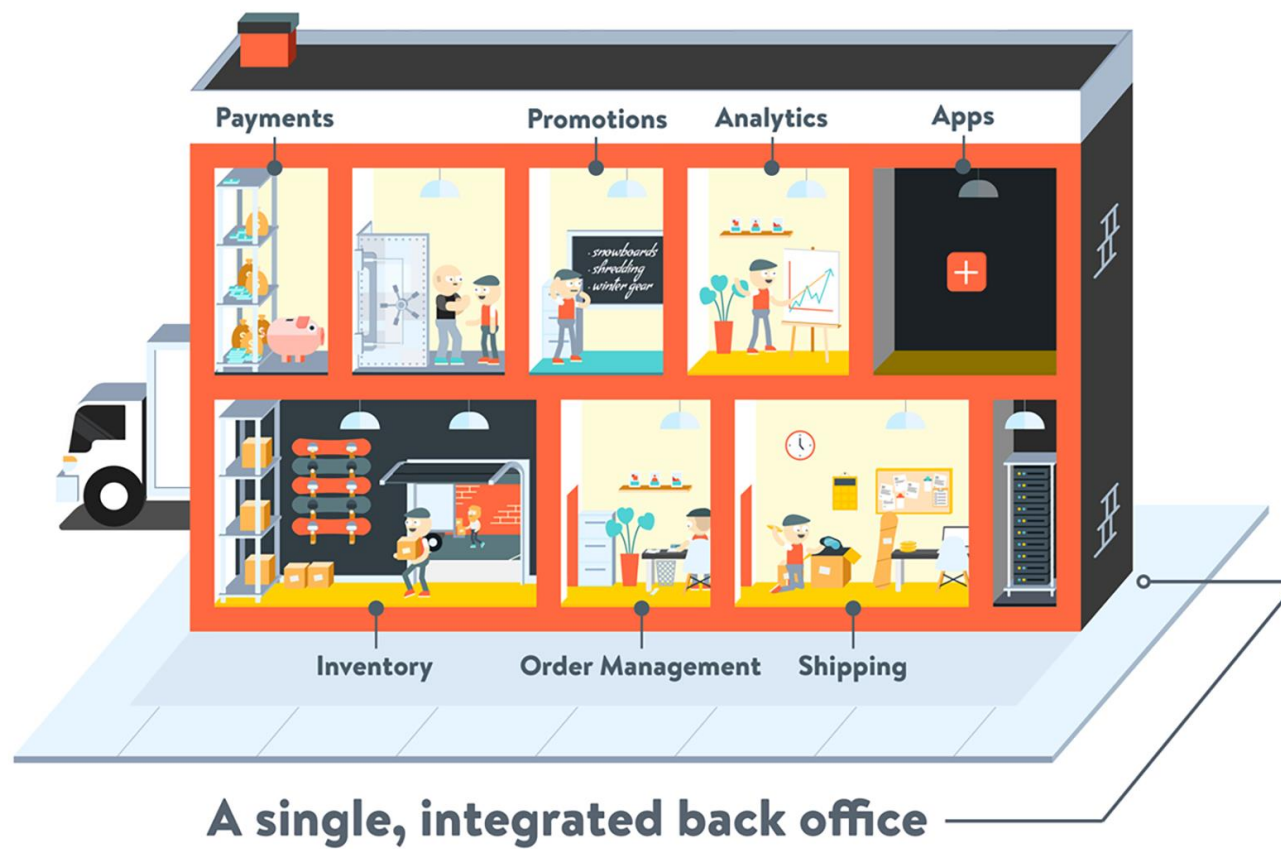 Payments
Promotions
Analytics
Apps
· snowboards
· shredding
· winter gear
Inventory
Order Management
Shipping
A single, integrated back office